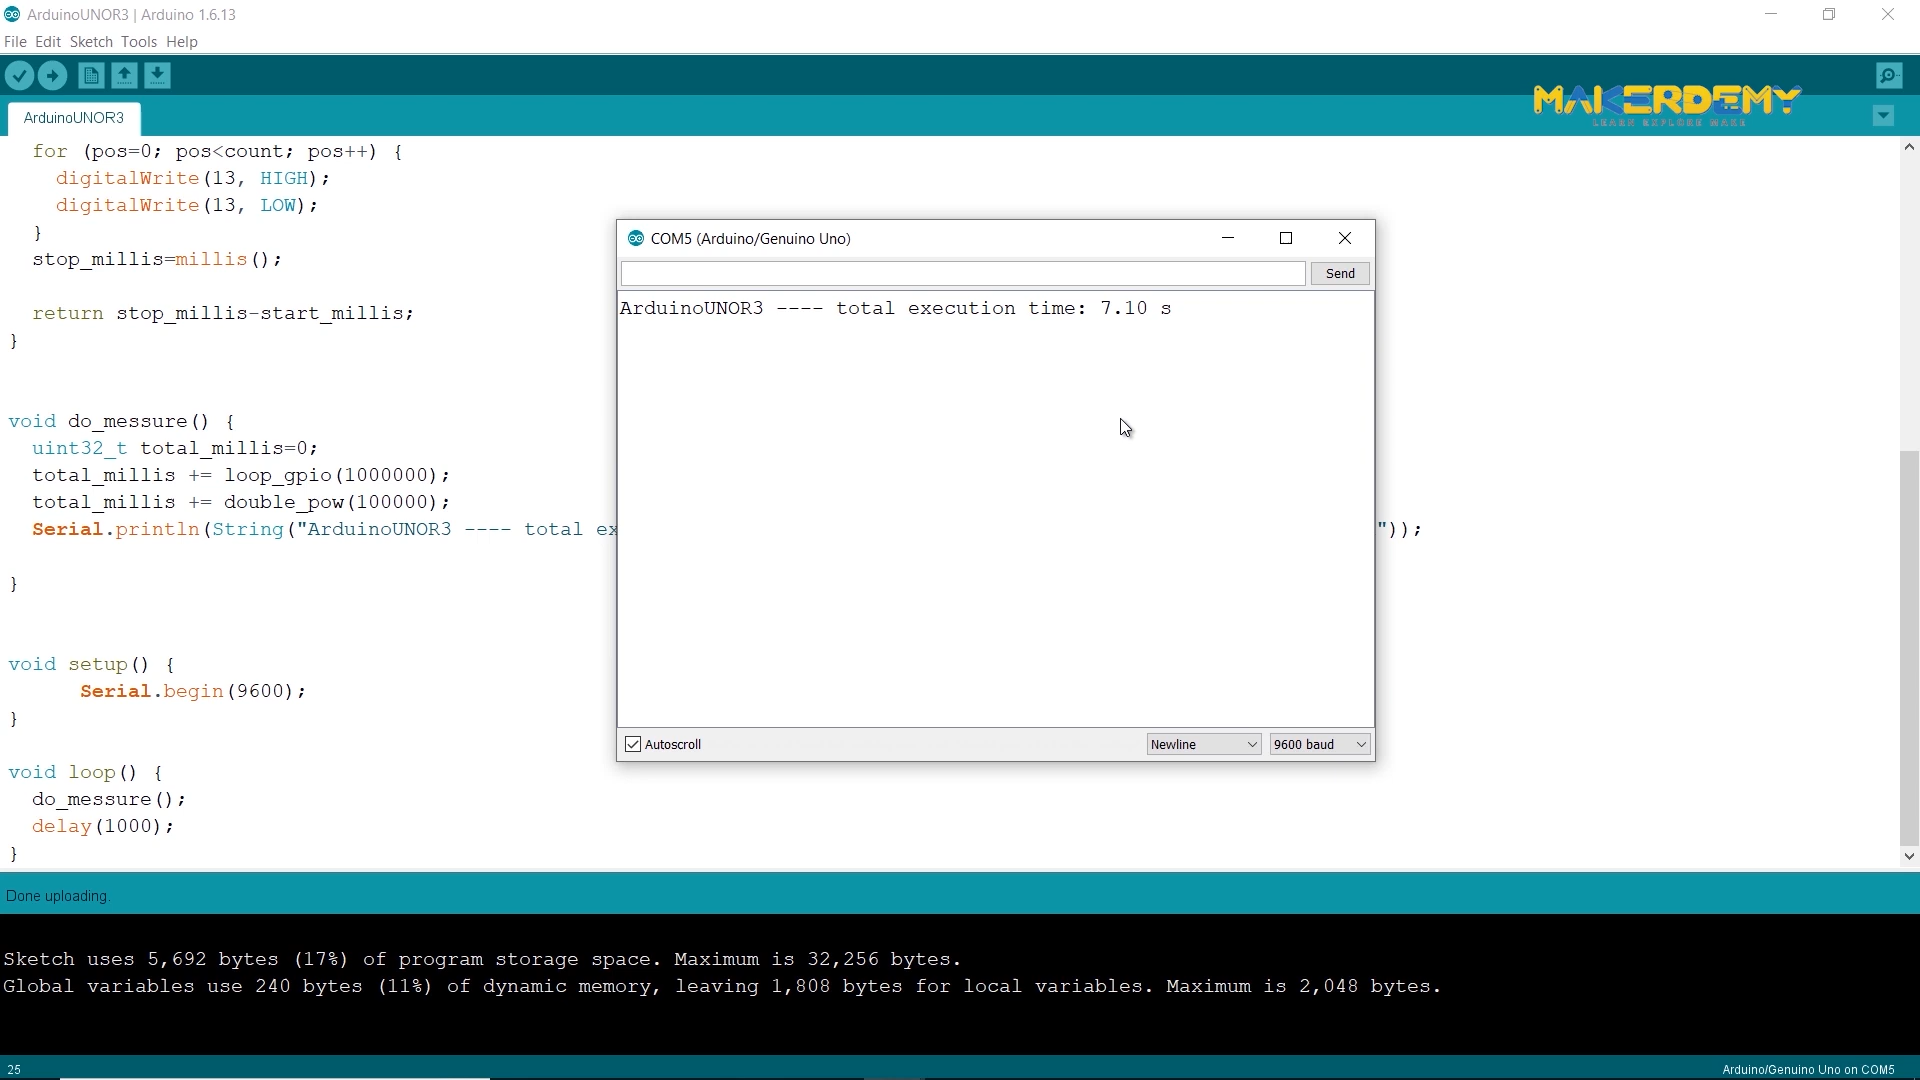 ArduinoUNOR3 | Arduino 1.6.13
File Edit Sketch Tools Help
MAKERDEMY
LEARN EXPLORE MAKE
ArduinoUNOR3
for (pos=0; pos<count; pos++) {
digitalWrite(13, HIGH);
digitalWrite(13, LOW);
}
stop_millis=millis();
return stop_millis-start_millis;
}
void do_messure() {
uint32_t total_millis=0;
total_millis += loop_gpio(1000000);
total_millis += double_pow(100000);
Serial.println(String("ArduinoUNOR3 ---- total ex
"));
}
void setup() {
Serial.begin(9600);
}
void loop() {
do_messure();
delay(1000);
}
COM5 (Arduino/Genuino Uno)
Send
ArduinoUNOR3 ---- total execution time: 7.10 s
Autoscroll
Newline
9600 baud
Done uploading.
Sketch uses 5,692 bytes (17%) of program storage space. Maximum is 32,256 bytes.
Global variables use 240 bytes (11%) of dynamic memory, leaving 1,808 bytes for local variables. Maximum is 2,048 bytes.
25
Arduino/Genuino Uno on COM5